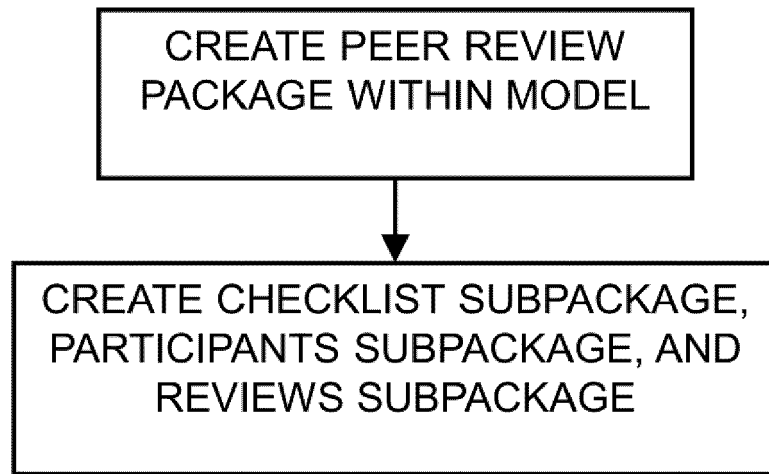 CREATE PEER REVIEW
PACKAGE WITHIN MODEL
CREATE CHECKLIST SUBPACKAGE,
PARTICIPANTS SUBPACKAGE, AND
REVIEWS SUBPACKAGE